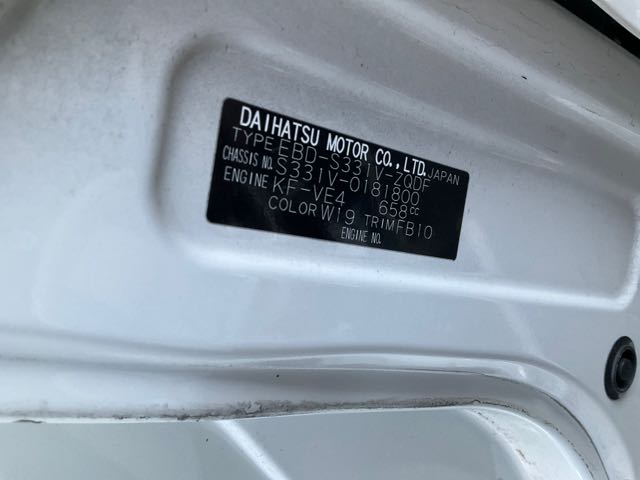 DAIHATSU MOTOR CO., LTD. JAPAN
TYPE EBD-S331V-ZQDF
CHASSIS NO. S331V-0181800
ENGINE KF-VE4 658cc
COLOR W19 TRIM FB10
ENGINE NO.